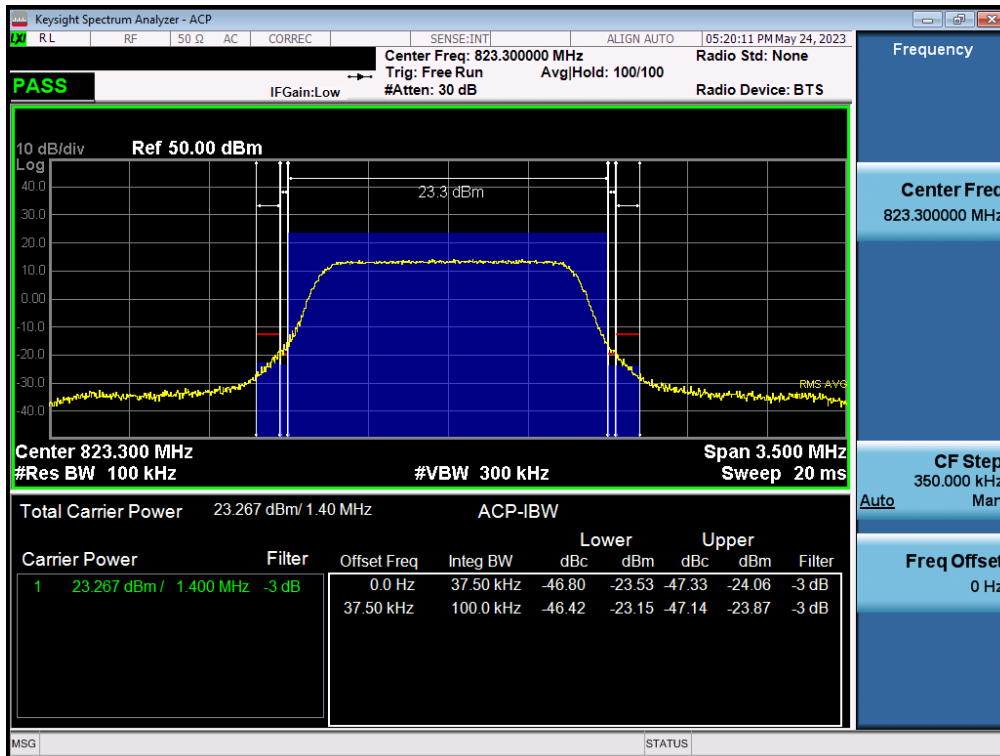 Keysight Spectrum Analyzer - ACP
LXI RL RF 50 Ω AC CORREC SENSE:INT ALIGN AUTO 05:20:11 PM May 24, 2023
Center Freq: 823.300000 MHz Radio Std: None
Trig: Free Run Avg|Hold: 100/100
PASS IFGain:Low #Atten: 30 dB Radio Device: BTS
Frequency
Center Freq
823.300000 MHz
CF Step
350.000 kHz
Auto Man
Freq Offset
0 Hz
10 dB/div Ref 50.00 dBm
Log
40.0
30.0
20.0
10.0
0.00
-10.0
-20.0
-30.0
-40.0
23.3 dBm
RMS AVG
Center 823.300 MHz Span 3.500 MHz
#Res BW 100 kHz #VBW 300 kHz Sweep 20 ms
Total Carrier Power 23.267 dBm/ 1.40 MHz ACP-IBW
Lower Upper
Carrier Power Filter Offset Freq Integ BW dBc dBm dBc dBm Filter
1 23.267 dBm / 1.400 MHz -3 dB 0.0 Hz 37.50 kHz -46.80 -23.53 -47.33 -24.06 -3 dB
37.50 kHz 100.0 kHz -46.42 -23.15 -47.14 -23.87 -3 dB
MSG STATUS